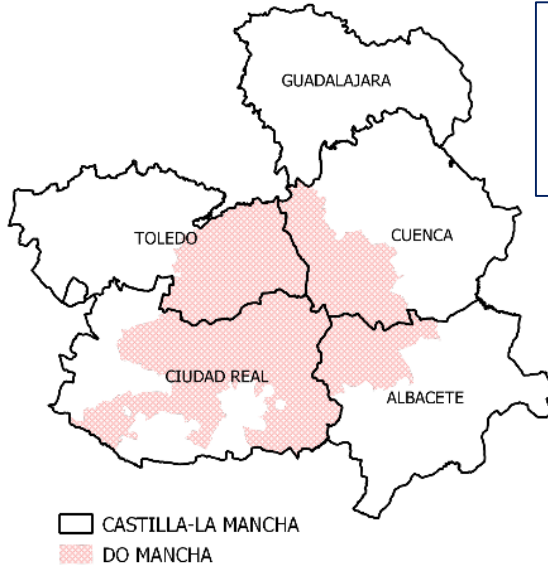 GUADALAJARA
TOLEDO
CUENCA
CIUDAD REAL
ALBACETE
CASTILLA-LA MANCHA
DO MANCHA